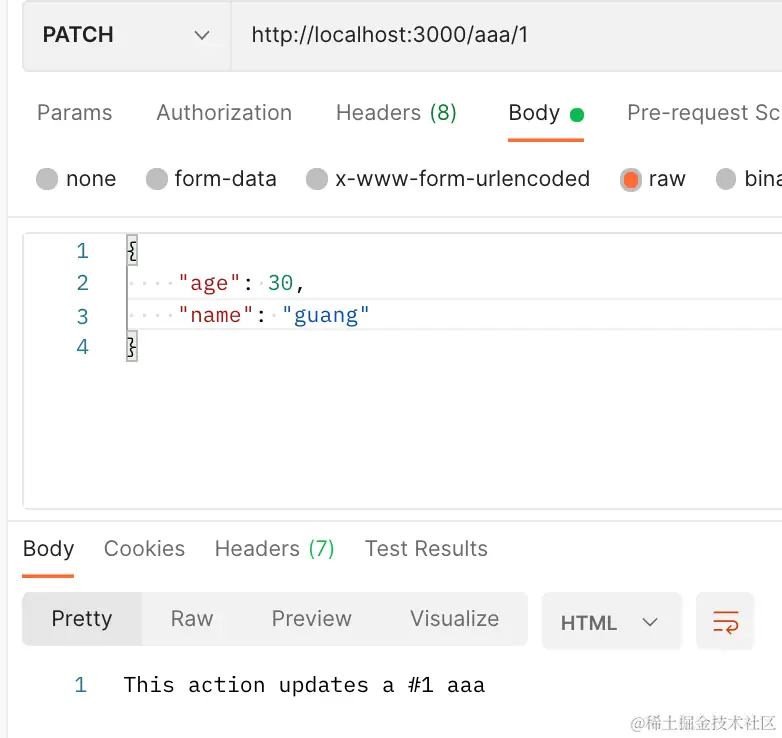 PATCH http://localhost:3000/aaa/1
Params Authorization Headers (8) Body Pre-request Sc
none form-data x-www-form-urlencoded raw bina
1 {
2 "age": 30,
3 "name": "guang"
4 }
Body Cookies Headers (7) Test Results
Pretty Raw Preview Visualize HTML
1 This action updates a #1 aaa
@稀土掘金技术社区